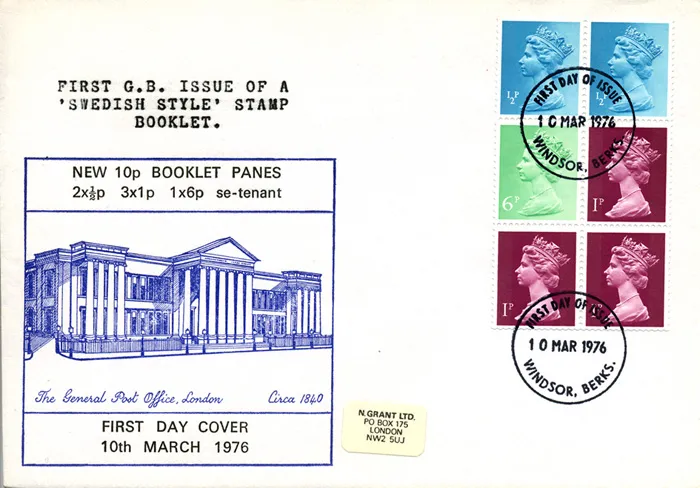 FIRST G.B. ISSUE OF A
'SWEDISH STYLE' STAMP
BOOKLET.
NEW 10p BOOKLET PANES
2x½p 3x1p 1x6p se-tenant
The General Post Office, London Circa 1840
FIRST DAY COVER
10th MARCH 1976
N. GRANT LTD.
PO BOX 175
LONDON
NW2 5UJ
½P ½P
FIRST DAY OF ISSUE
10 MAR 1976
WINDSOR, BERKS.
6P 1P
1P
FIRST DAY OF ISSUE
10 MAR 1976
WINDSOR, BERKS.